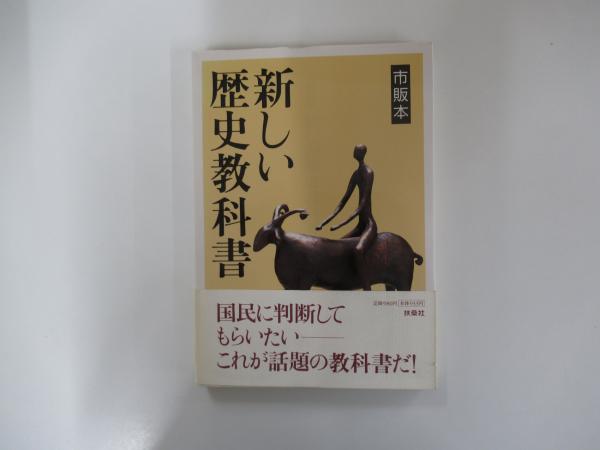 市販本
新しい
歴史教科書
国民に判断して
もらいたい――
これが話題の教科書だ!
扶桑社